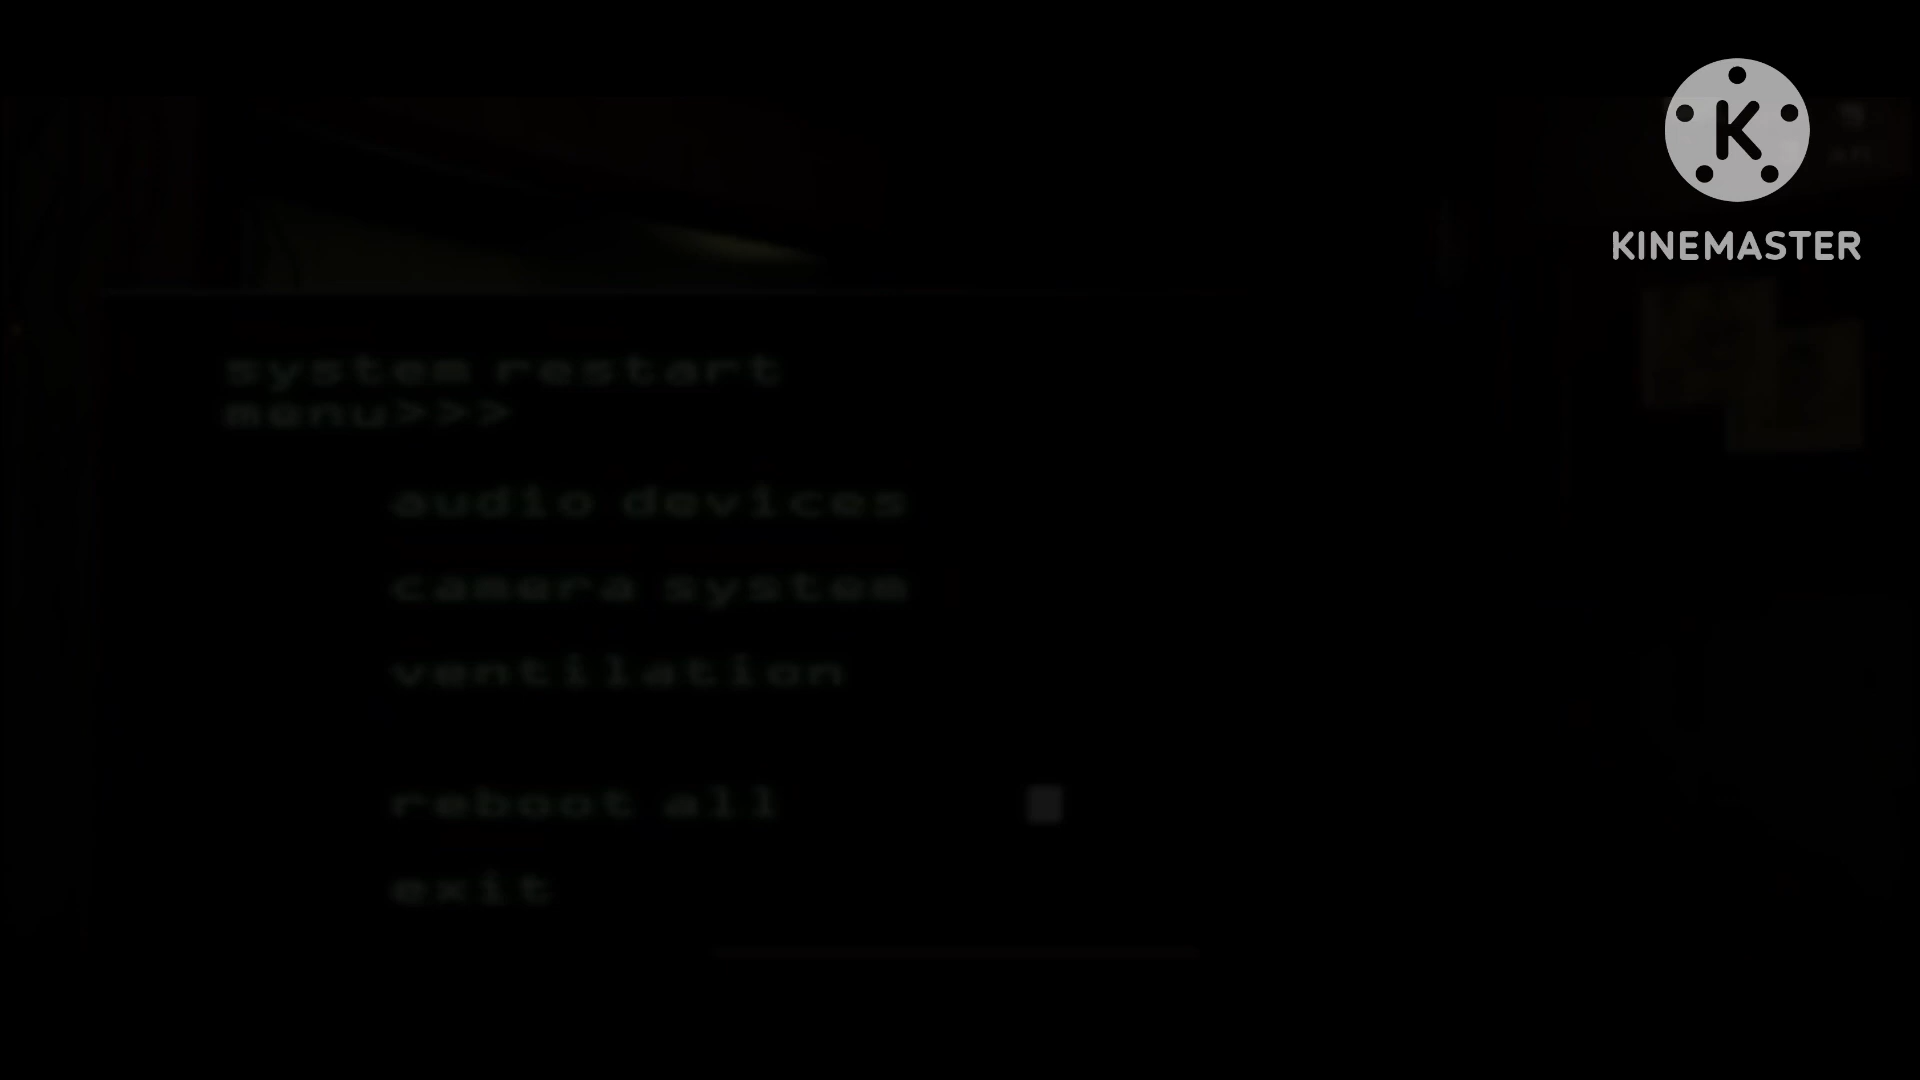 K
KINEMASTER
system restart
menu>>>
audio devices
camera system
ventilation
reboot all
exit